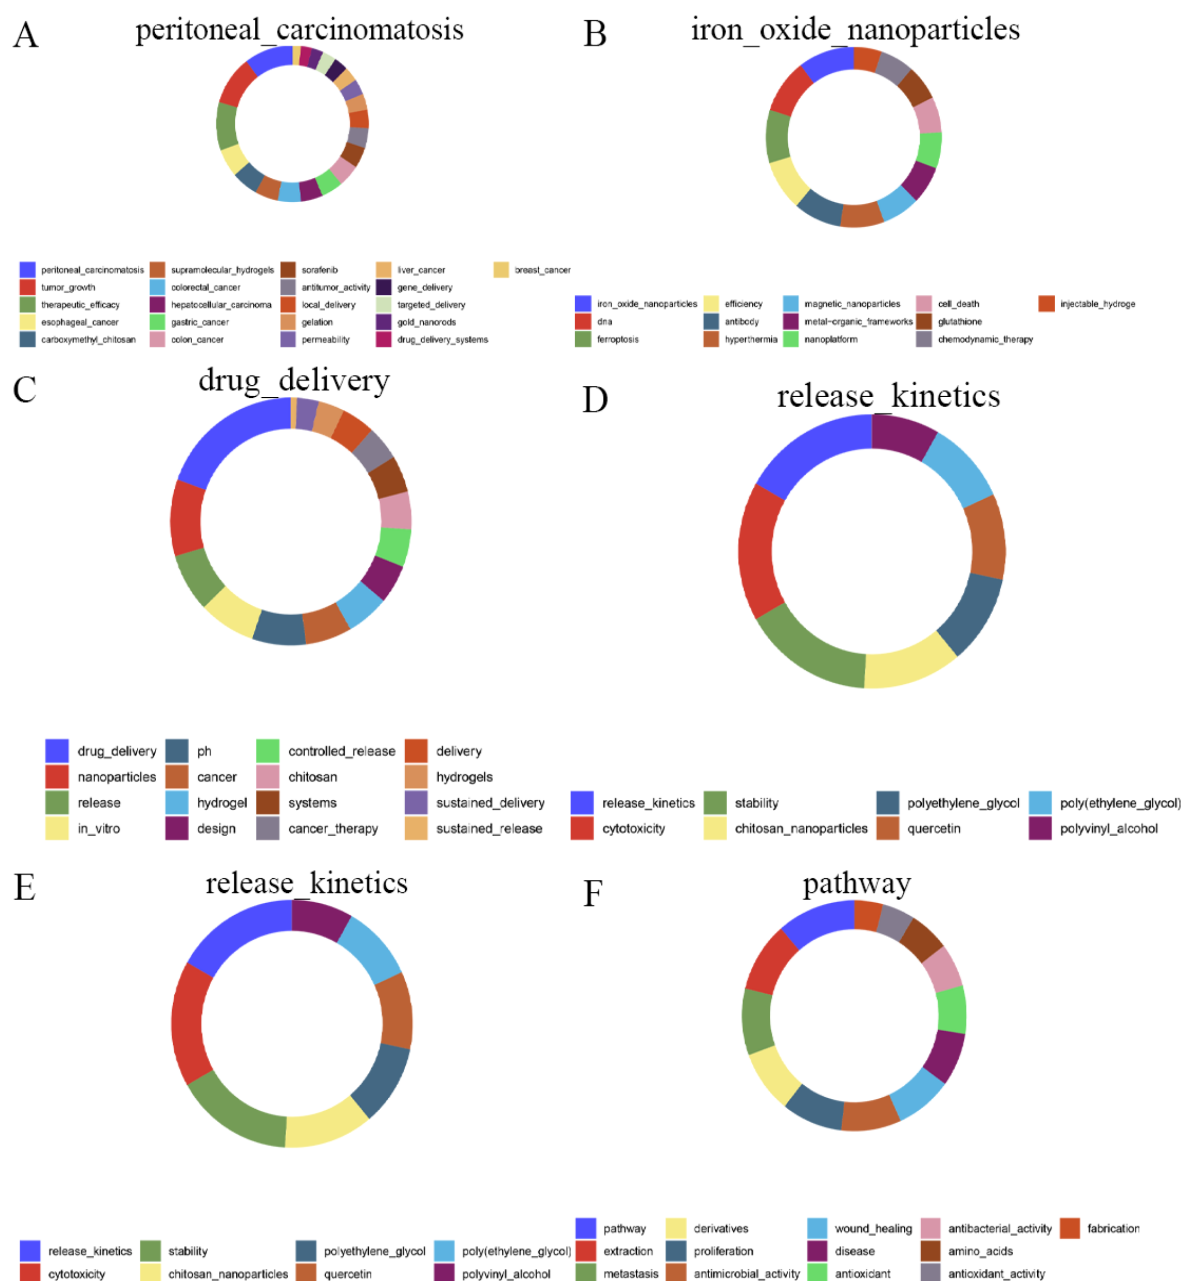 A
peritoneal_carcinomatosis
peritoneal_carcinomatosis supramolecular_hydrogels sorafenib liver_cancer breast_cancer
tumor_growth colorectal_cancer antitumor_activity gene_delivery
therapeutic_efficacy hepatocellular_carcinoma local_delivery targeted_delivery
esophageal_cancer gastric_cancer gelation gold_nanorods
carboxymethyl_chitosan colon_cancer permeability drug_delivery_systems
B
iron_oxide_nanoparticles
iron_oxide_nanoparticles efficiency magnetic_nanoparticles cell_death injectable_hydroge
dna antibody metal-organic_frameworks glutathione
ferroptosis hyperthermia nanoplatform chemodynamic_therapy
C
drug_delivery
drug_delivery ph controlled_release delivery
nanoparticles cancer chitosan hydrogels
release hydrogel systems sustained_delivery
in_vitro design cancer_therapy sustained_release
D
release_kinetics
release_kinetics stability polyethylene_glycol poly(ethylene_glycol)
cytotoxicity chitosan_nanoparticles quercetin polyvinyl_alcohol
E
release_kinetics
release_kinetics stability polyethylene_glycol poly(ethylene_glycol)
cytotoxicity chitosan_nanoparticles quercetin polyvinyl_alcohol
F
pathway
pathway derivatives wound_healing antibacterial_activity fabrication
extraction proliferation disease amino_acids
metastasis antimicrobial_activity antioxidant antioxidant_activity